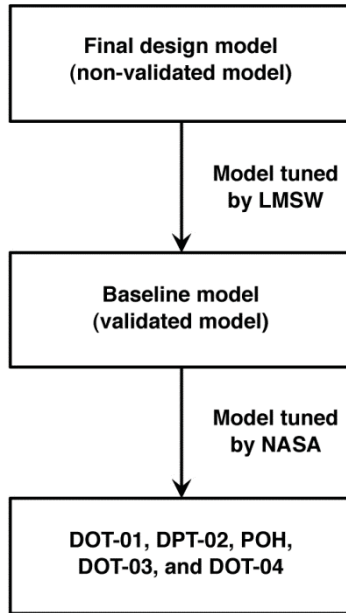 Final design model
(non-validated model)
Model tuned
by LMSW
Baseline model
(validated model)
Model tuned
by NASA
DOT-01, DPT-02, POH,
DOT-03, and DOT-04